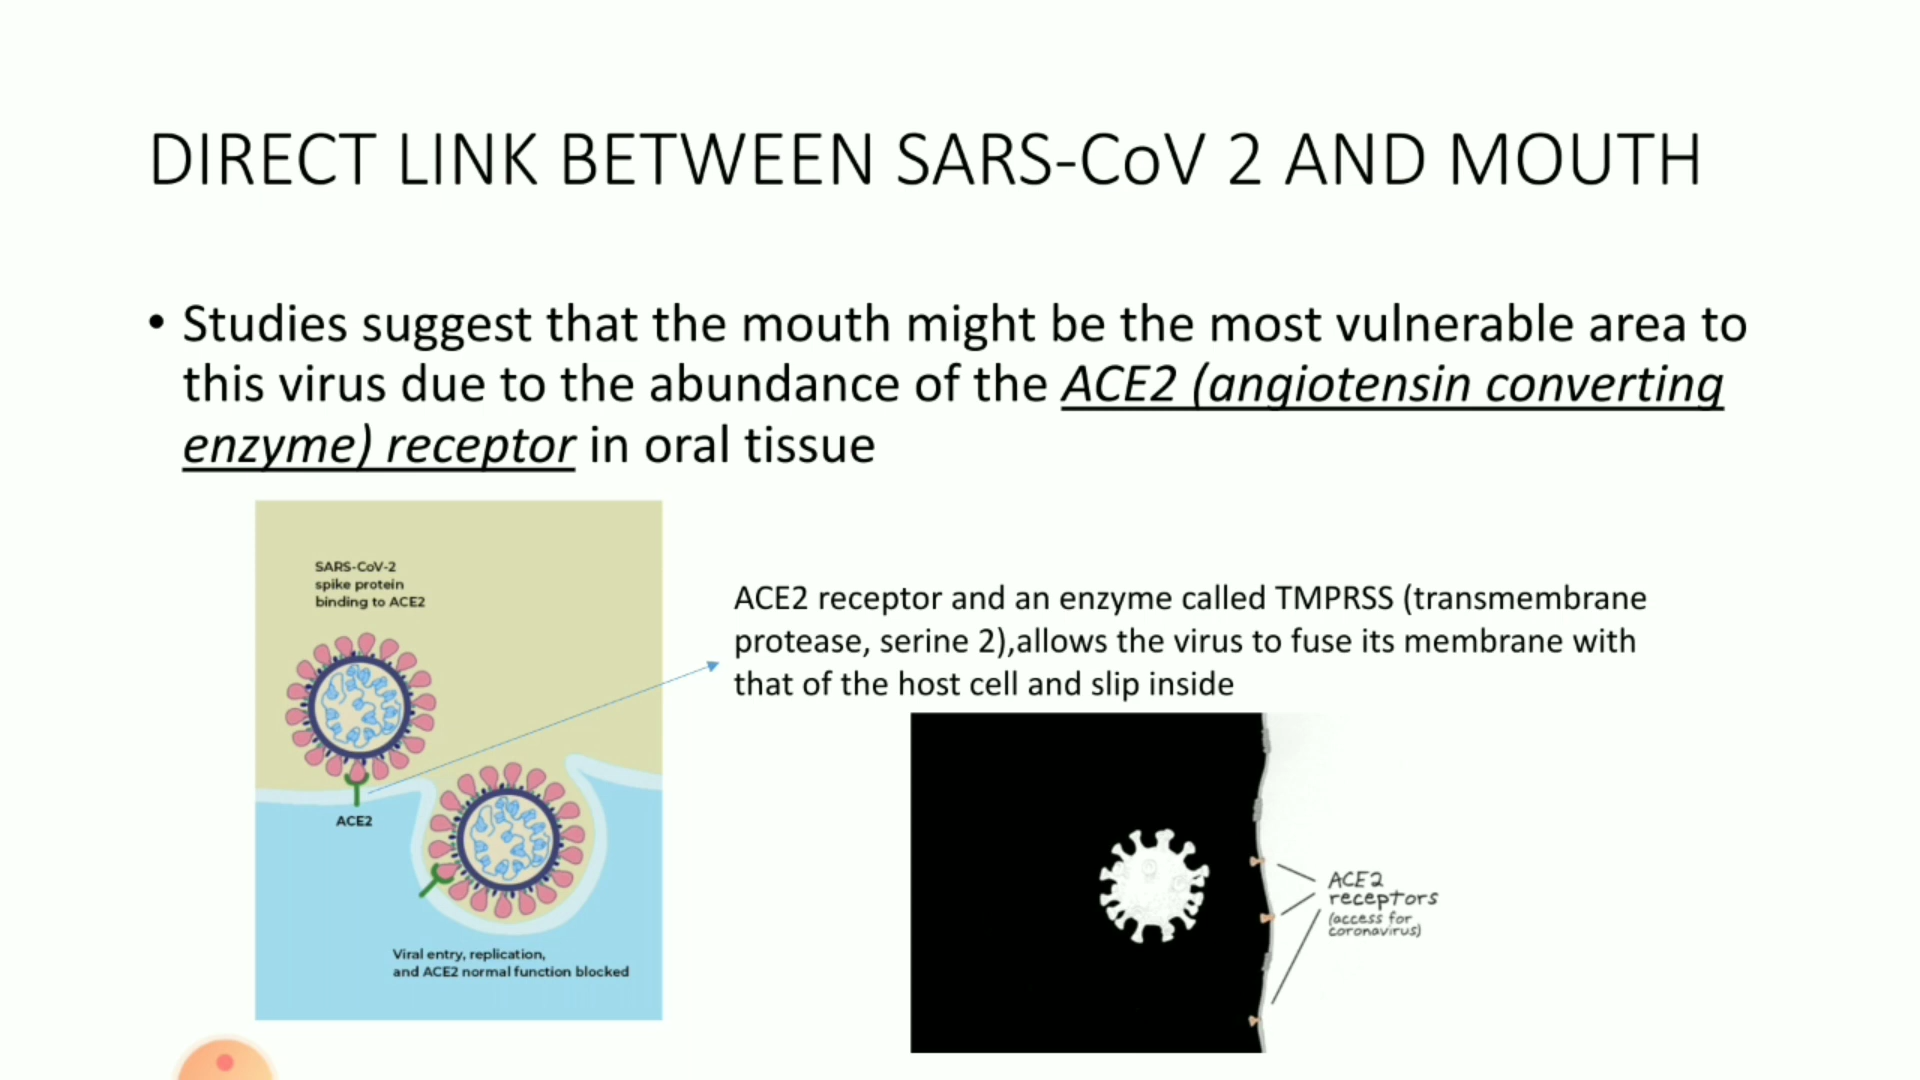 DIRECT LINK BETWEEN SARS-CoV 2 AND MOUTH
• Studies suggest that the mouth might be the most vulnerable area to
this virus due to the abundance of the ACE2 (angiotensin converting
enzyme) receptor in oral tissue
SARS-CoV-2
spike protein
binding to ACE2
ACE2
Viral entry, replication,
and ACE2 normal function blocked
ACE2 receptor and an enzyme called TMPRSS (transmembrane
protease, serine 2),allows the virus to fuse its membrane with
that of the host cell and slip inside
ACE2
receptors
(access for
coronavirus)